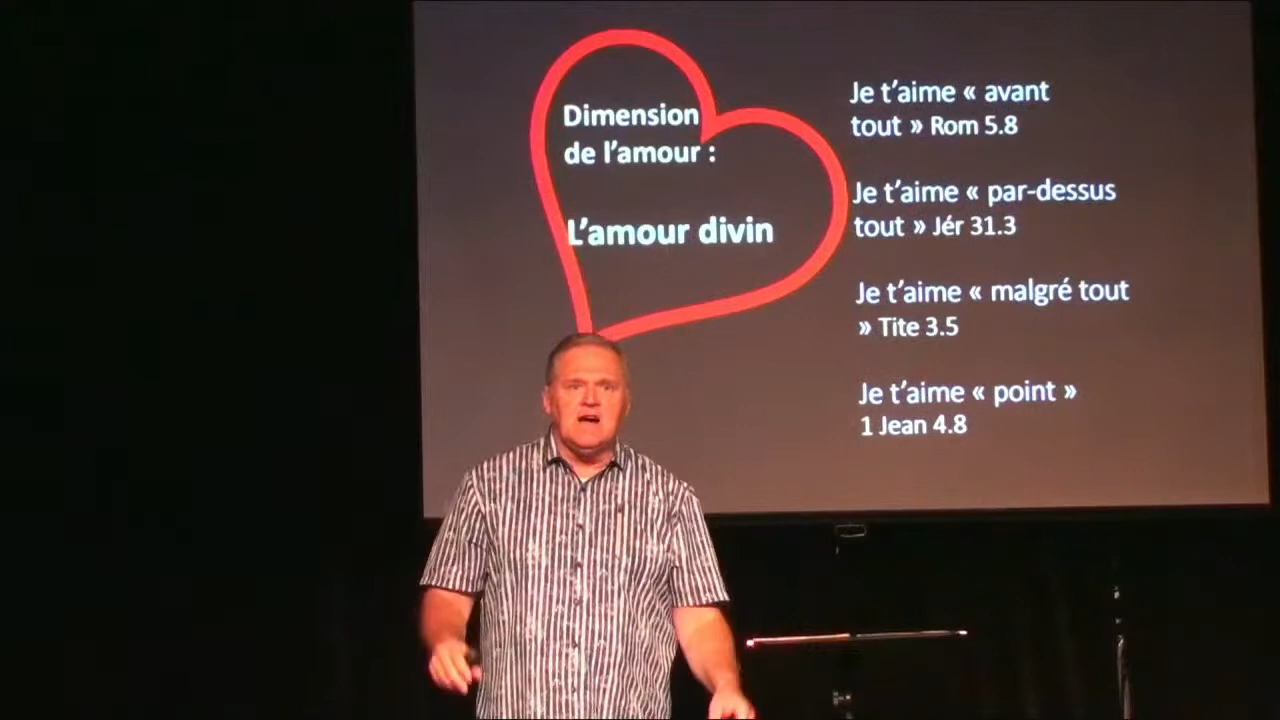 Dimension
de l'amour :
L'amour divin
Je t'aime « avant
tout » Rom 5.8
Je t'aime « par-dessus
tout » Jér 31.3
Je t'aime « malgré tout
» Tite 3.5
Je t'aime « point »
1 Jean 4.8